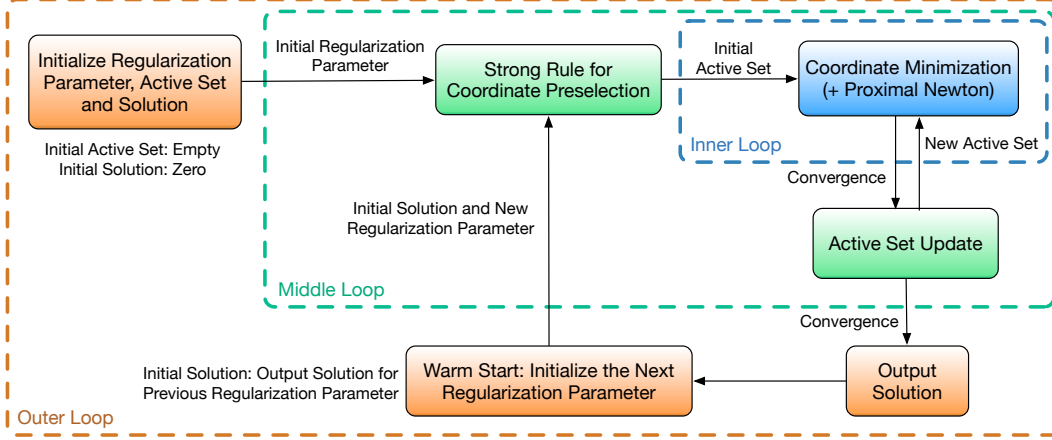 Initialize Regularization
Parameter, Active Set
and Solution
Initial Active Set: Empty
Initial Solution: Zero
Initial Regularization
Parameter
Strong Rule for
Coordinate Preselection
Initial
Active Set
Coordinate Minimization
(+ Proximal Newton)
Inner Loop
New Active Set
Convergence
Initial Solution and New
Regularization Parameter
Active Set Update
Middle Loop
Convergence
Initial Solution: Output Solution for
Previous Regularization Parameter
Warm Start: Initialize the Next
Regularization Parameter
Output
Solution
Outer Loop